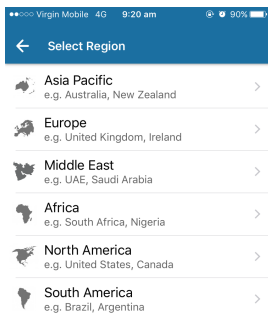 Virgin Mobile 4G 9:20 am 90%
Select Region
Asia Pacific
e.g. Australia, New Zealand
Europe
e.g. United Kingdom, Ireland
Middle East
e.g. UAE, Saudi Arabia
Africa
e.g. South Africa, Nigeria
North America
e.g. United States, Canada
South America
e.g. Brazil, Argentina